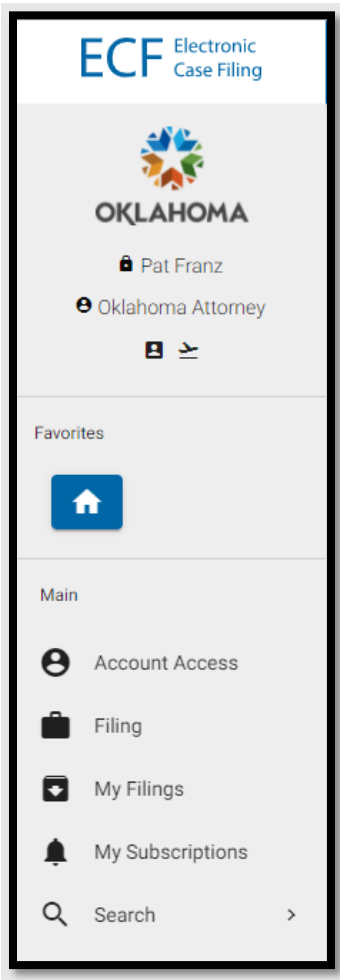 ECF Electronic
Case Filing
OKLAHOMA
Pat Franz
Oklahoma Attorney
Favorites
Main
Account Access
Filing
My Filings
My Subscriptions
Search